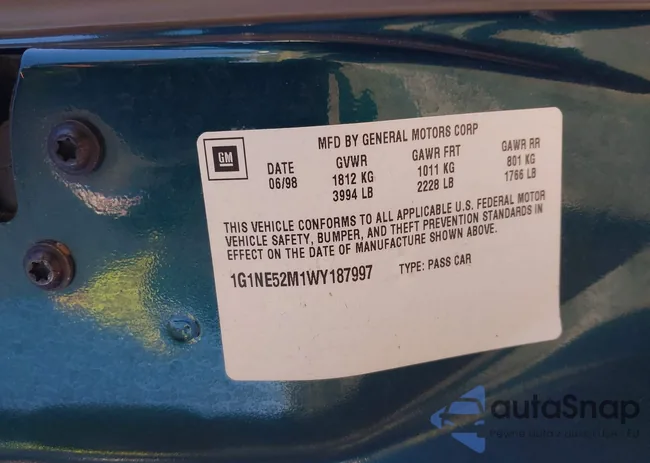 MFD BY GENERAL MOTORS CORP
GM
DATE GVWR GAWR FRT GAWR RR
06/98 1812 KG 1011 KG 801 KG
3994 LB 2228 LB 1766 LB
THIS VEHICLE CONFORMS TO ALL APPLICABLE U.S. FEDERAL MOTOR
VEHICLE SAFETY, BUMPER, AND THEFT PREVENTION STANDARDS IN
EFFECT ON THE DATE OF MANUFACTURE SHOWN ABOVE.
1G1NE52M1WY187997 TYPE: PASS CAR
autaSnap